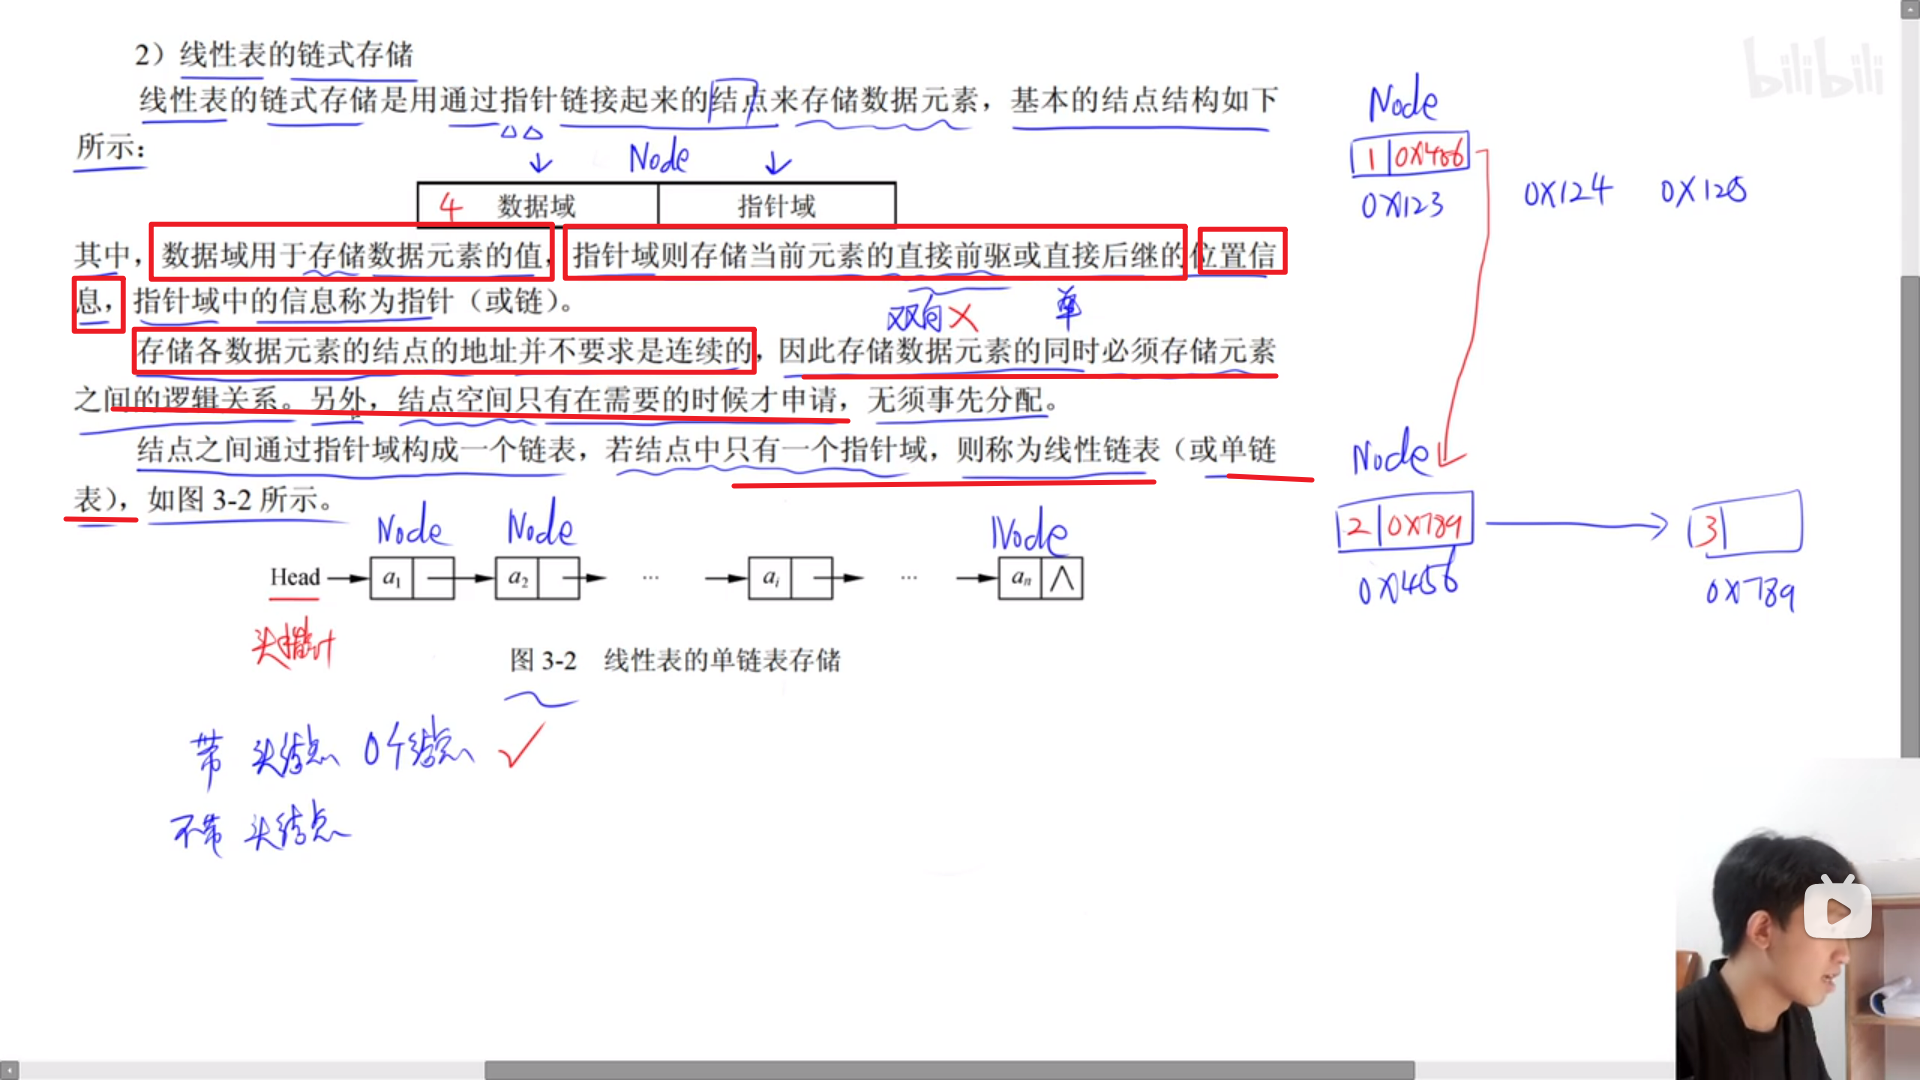 2）线性表的链式存储
线性表的链式存储是用通过指针链接起来的结点来存储数据元素，基本的结点结构如下
所示：
Node
4 数据域 指针域
其中，数据域用于存储数据元素的值，指针域则存储当前元素的直接前驱或直接后继的位置信
息，指针域中的信息称为指针（或链）。
双向× 单
存储各数据元素的结点的地址并不要求是连续的，因此存储数据元素的同时必须存储元素
之间的逻辑关系。另外，结点空间只有在需要的时候才申请，无须事先分配。
结点之间通过指针域构成一个链表，若结点中只有一个指针域，则称为线性链表（或单链
表），如图 3-2 所示。
Node Node Node
Head a1 a2 … ai … an ∧
头指针
图 3-2 线性表的单链表存储
带 头结点 0个结点 ✓
不带 头结点
Node
1 0X456
0X123 0X124 0X125
Node
2 0X789 3
0X456 0X789
bilibili